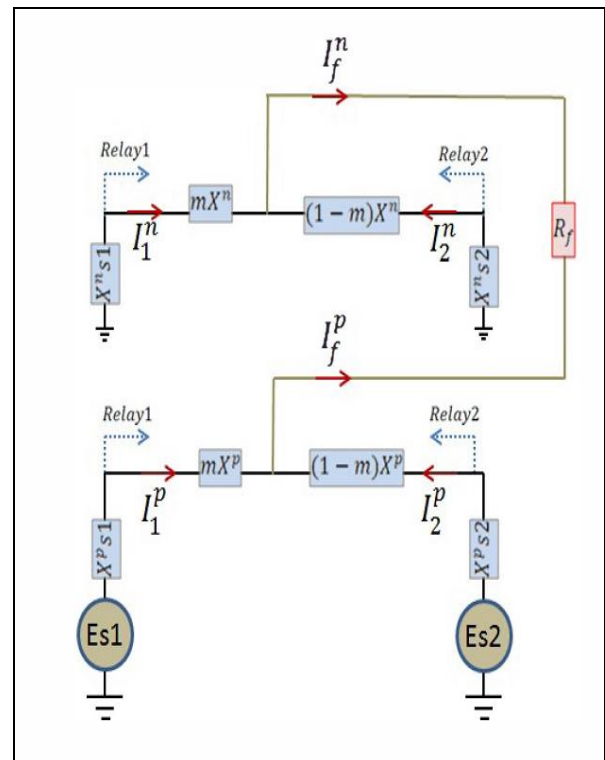 I_f^n
Relay1
Relay2
mX^n
(1 − m)X^n
I_1^n
I_2^n
R_f
X^n s1
X^n s2
I_f^p
Relay1
Relay2
mX^p
(1 − m)X^p
I_1^p
I_2^p
X^p s1
X^p s2
Es1
Es2